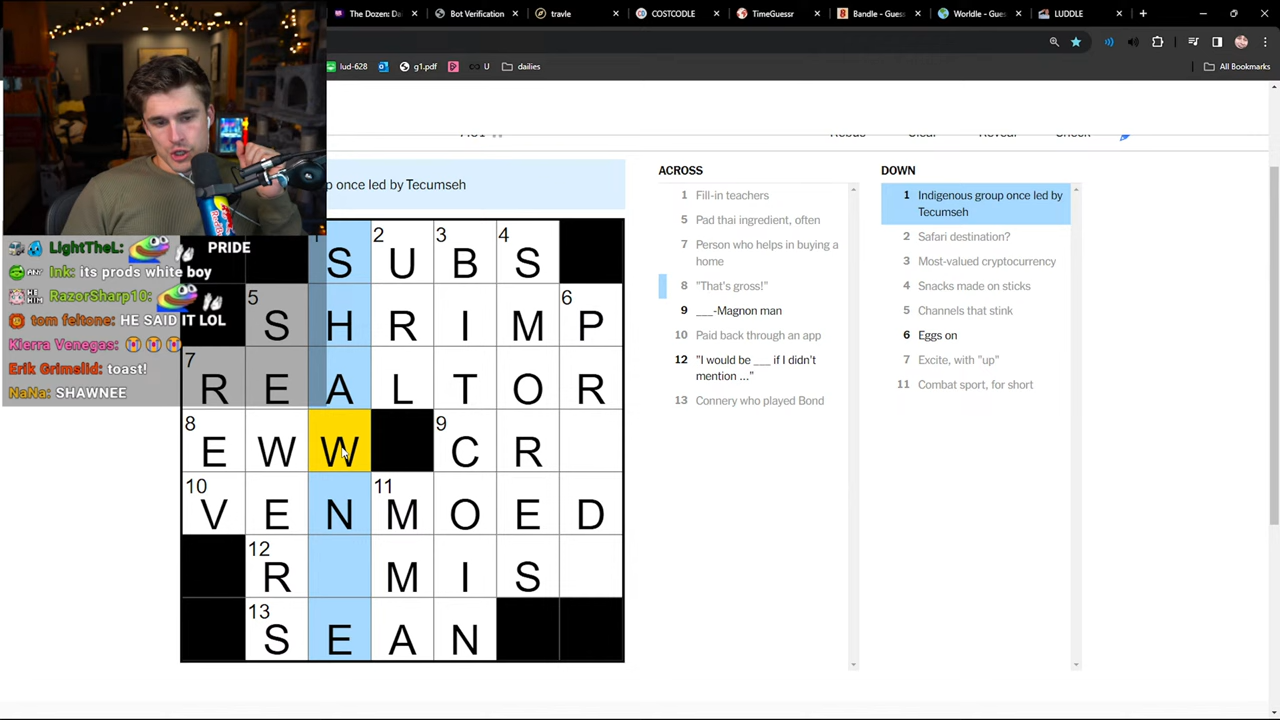 The Dozen: Da
Bot Verification
travle
COSTCODLE
TimeGuessr
Bandle - Gues
Worldle - Gues
LUDDLE
lud-628
g1.pdf
U
dailies
All Bookmarks
p once led by Tecumseh
LightTheL: PRIDE
Ink: its prods white boy
RazorSharp10:
tom feltone: HE SAID IT LOL
Kierra Venegas:
Erik Grimslid: toast!
NaNa: SHAWNEE
1 2 3 4
S U B S
5 6
S H R I M P
7
R E A L T O R
8 9
E W W C R
10 11
V E N M O E D
12
R M I S
13
S E A N
ACROSS
1 Fill-in teachers
5 Pad thai ingredient, often
7 Person who helps in buying a
home
8 "That's gross!"
9 ___-Magnon man
10 Paid back through an app
12 "I would be ___ if I didn't
mention ..."
13 Connery who played Bond
DOWN
1 Indigenous group once led by
Tecumseh
2 Safari destination?
3 Most-valued cryptocurrency
4 Snacks made on sticks
5 Channels that stink
6 Eggs on
7 Excite, with "up"
11 Combat sport, for short